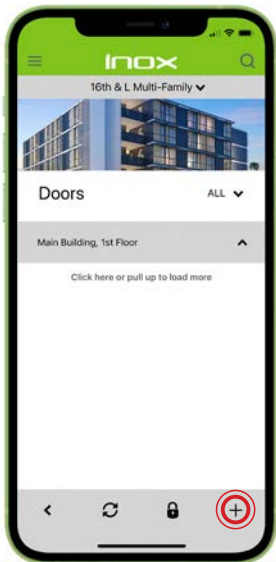 INOX
16th & L Multi-Family
Doors
ALL
Main Building, 1st Floor
Click here or pull up to load more